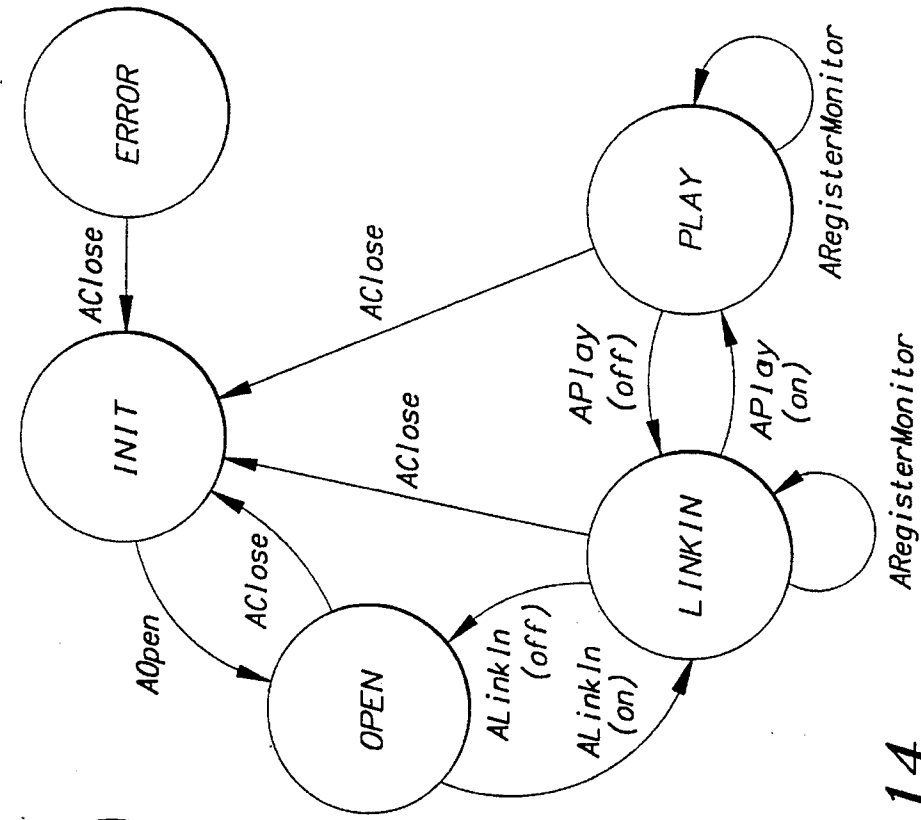 ERROR
AClose
INIT
AOpen
AClose
OPEN
AClose
AClose
PLAY
ARegisterMonitor
APlay
(off)
APlay
(on)
ALinkIn
(off)
ALinkIn
(on)
LINKIN
ARegisterMonitor
14